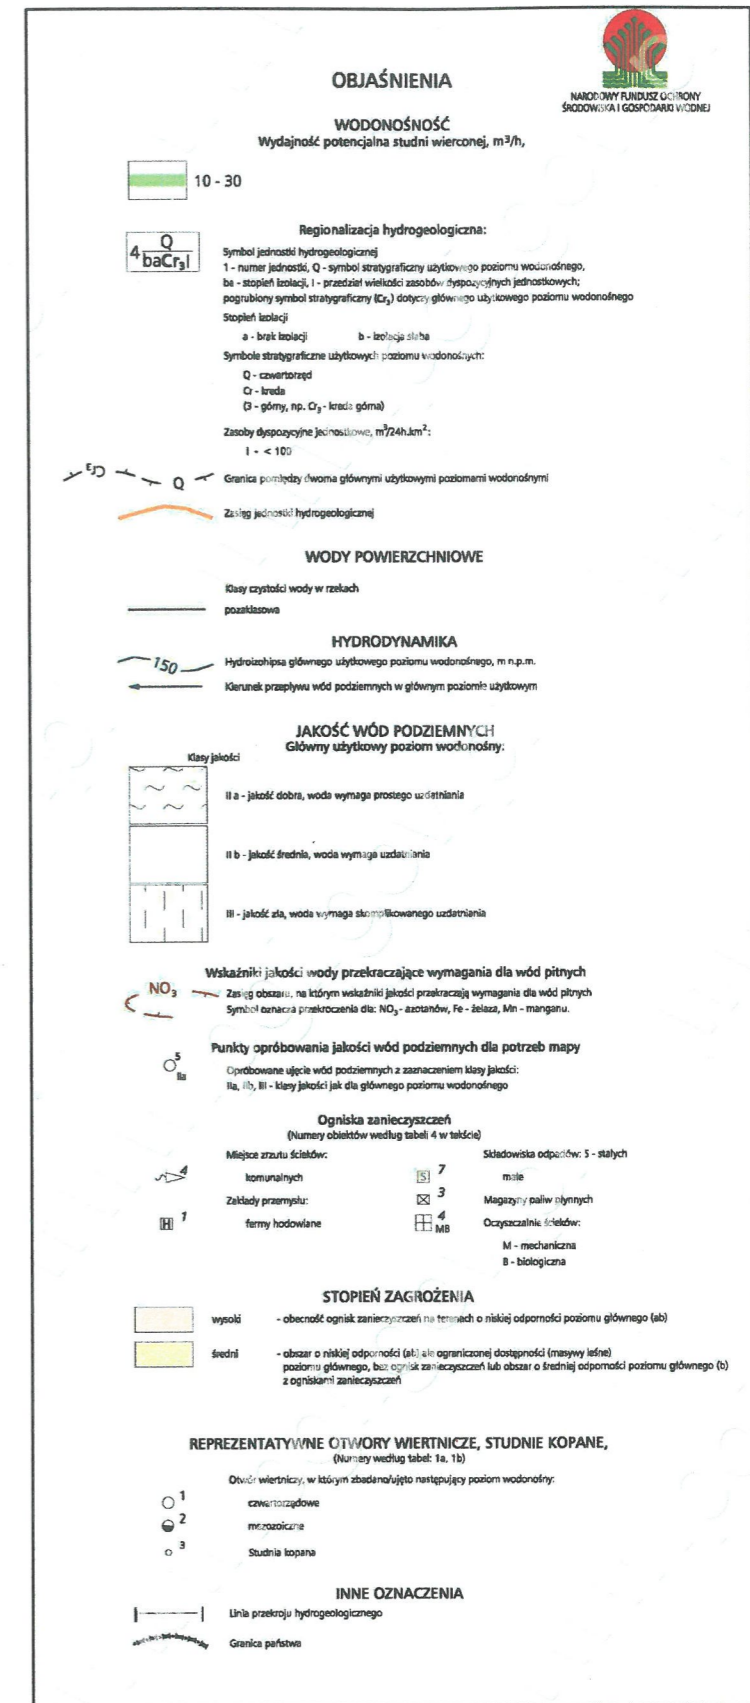 OBJAŚNIENIA
NARODOWY FUNDUSZ OCHRONY
ŚRODOWISKA I GOSPODARKI WODNEJ
WODONOŚNOŚĆ
Wydajność potencjalna studni wierconej, m³/h,
10 - 30
Regionalizacja hydrogeologiczna:
4 Q
baCr₃I
Symbol jednostki hydrogeologicznej
1 - numer jednostki, Q - symbol stratygraficzny użytkowego poziomu wodonośnego,
ba - stopień izolacji, I - przedział wielkości zasobów dyspozycyjnych jednostkowych;
pogrubiony symbol stratygraficzny (Cr₃) dotyczy głównego użytkowego poziomu wodonośnego
Stopień izolacji
a - brak izolacji b - izolacja słaba
Symbole stratygraficzne użytkowych poziomu wodonośnych:
Q - czwartorzęd
Cr - kreda
(3 - górny, np. Cr₃ - kreda górna)
Zasoby dyspozycyjne jednostkowe, m³/24h.km²:
I - < 100
Cr3 Q Granica pomiędzy dwoma głównymi użytkowymi poziomami wodonośnymi
Zasięg jednostki hydrogeologicznej
WODY POWIERZCHNIOWE
Klasy czystości wody w rzekach
pozaklasowa
HYDRODYNAMIKA
150 Hydroizohipsa głównego użytkowego poziomu wodonośnego, m n.p.m.
Kierunek przepływu wód podziemnych w głównym poziomie użytkowym
JAKOŚĆ WÓD PODZIEMNYCH
Główny użytkowy poziom wodonośny:
Klasy jakości
II a - jakość dobra, woda wymaga prostego uzdatniania
II b - jakość średnia, woda wymaga uzdatniania
III - jakość zła, woda wymaga skomplikowanego uzdatniania
Wskaźniki jakości wody przekraczające wymagania dla wód pitnych
NO₃ Zasięg obszaru, na którym wskaźniki jakości przekraczają wymagania dla wód pitnych
Symbol oznacza przekroczenia dla: NO₃ - azotanów, Fe - żelaza, Mn - manganu.
Punkty opróbowania jakości wód podziemnych dla potrzeb mapy
5 Opróbowane ujęcie wód podziemnych z zaznaczeniem klasy jakości:
IIa IIa, IIb, III - klasy jakości jak dla głównego poziomu wodonośnego
Ogniska zanieczyszczeń
(Numery obiektów według tabeli 4 w tekście)
Miejsce zrzutu ścieków: Składowiska odpadów: S - stałych
4 komunalnych S 7 małe
Zakłady przemysłu: 3 Magazyny paliw płynnych
H 1 fermy hodowlane 4 MB Oczyszczalnie ścieków:
M - mechaniczna
B - biologiczna
STOPIEŃ ZAGROŻENIA
wysoki - obecność ognisk zanieczyszczeń na terenach o niskiej odporności poziomu głównego (ab)
średni - obszar o niskiej odporności (ab) ale ograniczonej dostępności (masywy leśne)
poziomu głównego, bez ognisk zanieczyszczeń lub obszar o średniej odporności poziomu głównego (b)
z ogniskami zanieczyszczeń
REPREZENTATYWNE OTWORY WIERTNICZE, STUDNIE KOPANE,
(Numery według tabel: 1a, 1b)
Otwór wiertniczy, w którym zbadano/ujęto następujący poziom wodonośny:
1 czwartorzędowe
2 mezozoiczne
3 Studnia kopana
INNE OZNACZENIA
Linia przekroju hydrogeologicznego
Granica państwa